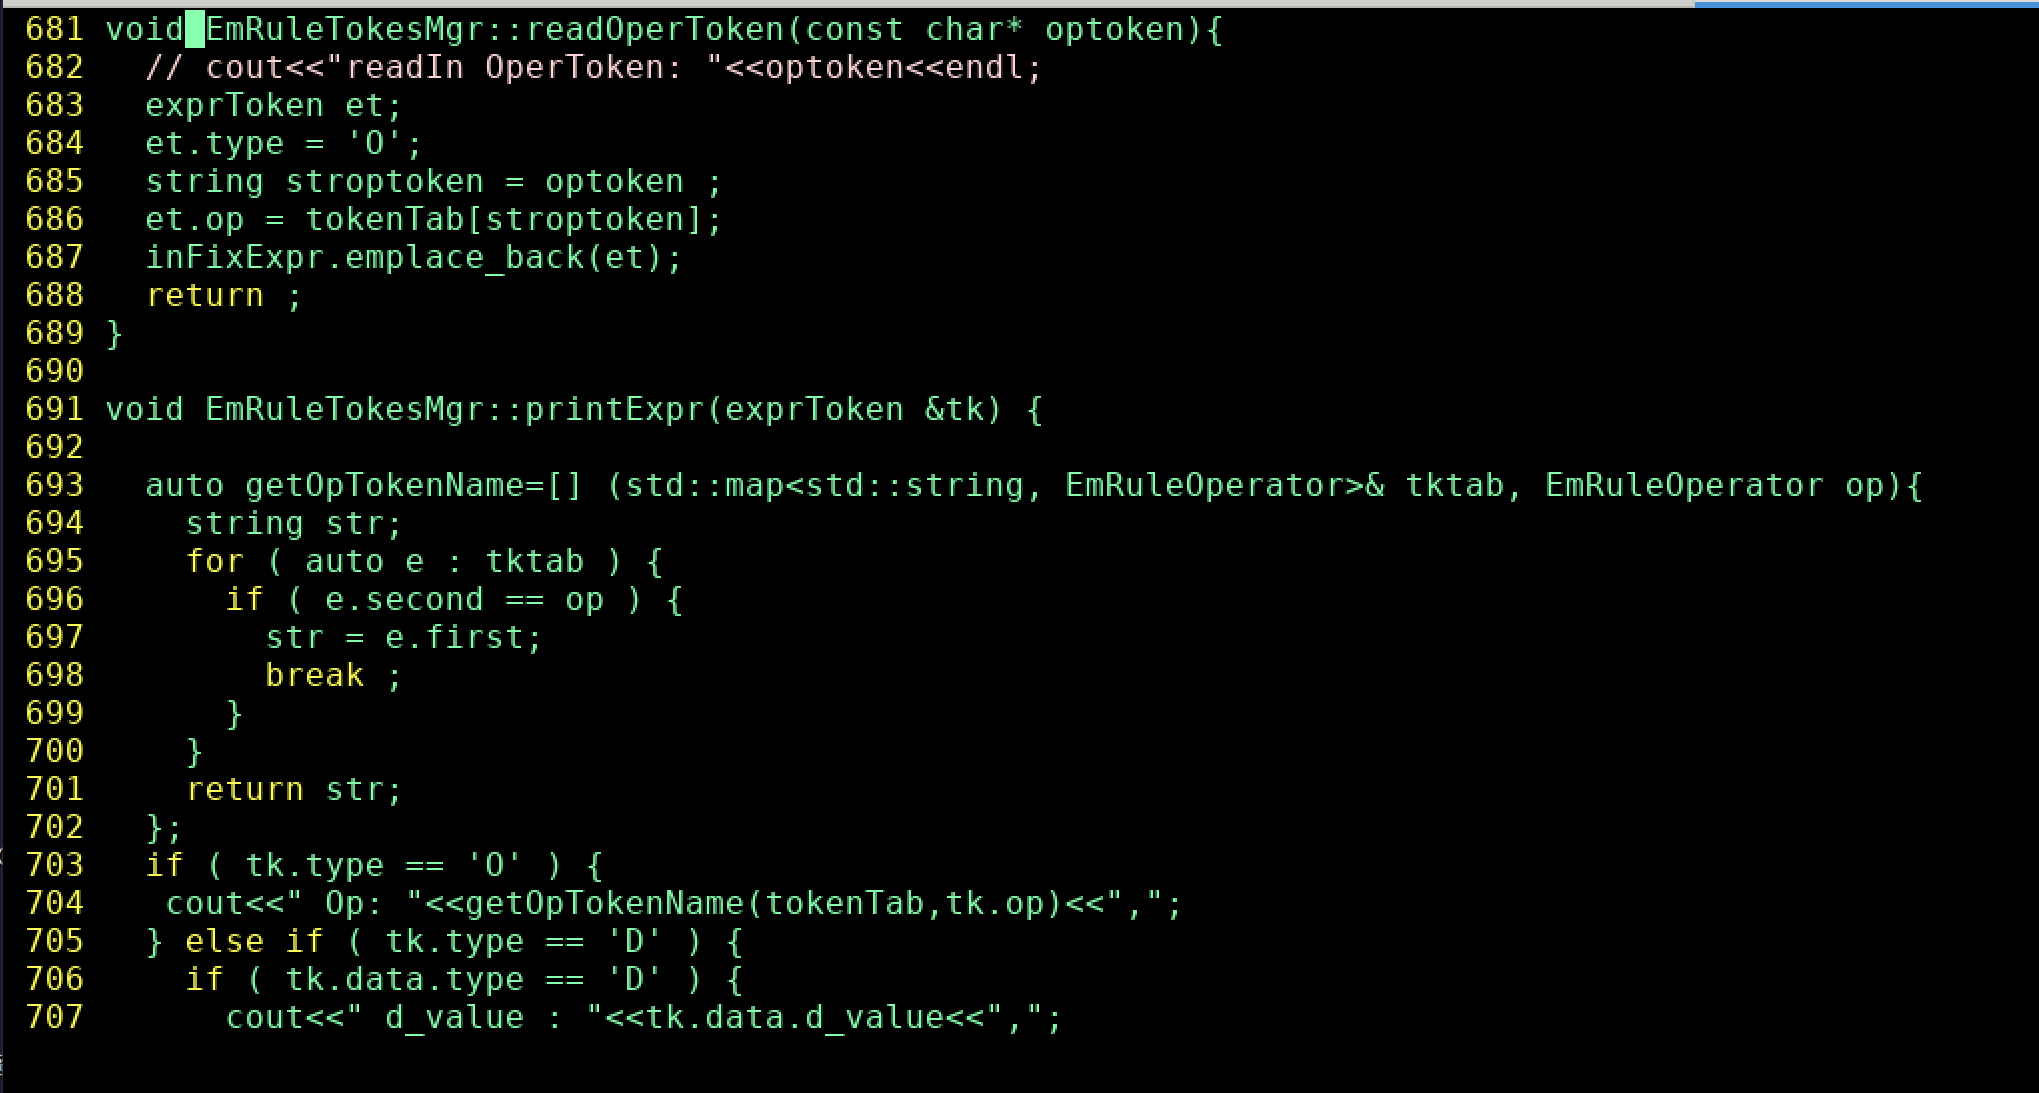 681 void EmRuleTokesMgr::readOperToken(const char* optoken){
682   // cout<<"readIn OperToken: "<<optoken<<endl;
683   exprToken et;
684   et.type = 'O';
685   string stroptoken = optoken ;
686   et.op = tokenTab[stroptoken];
687   inFixExpr.emplace_back(et);
688   return ;
689 }
690
691 void EmRuleTokesMgr::printExpr(exprToken &tk) {
692
693   auto getOpTokenName=[] (std::map<std::string, EmRuleOperator>& tktab, EmRuleOperator op){
694     string str;
695     for ( auto e : tktab ) {
696       if ( e.second == op ) {
697         str = e.first;
698         break ;
699       }
700     }
701     return str;
702   };
703   if ( tk.type == 'O' ) {
704    cout<<" Op: "<<getOpTokenName(tokenTab,tk.op)<<",";
705   } else if ( tk.type == 'D' ) {
706     if ( tk.data.type == 'D' ) {
707       cout<<" d_value : "<<tk.data.d_value<<",";